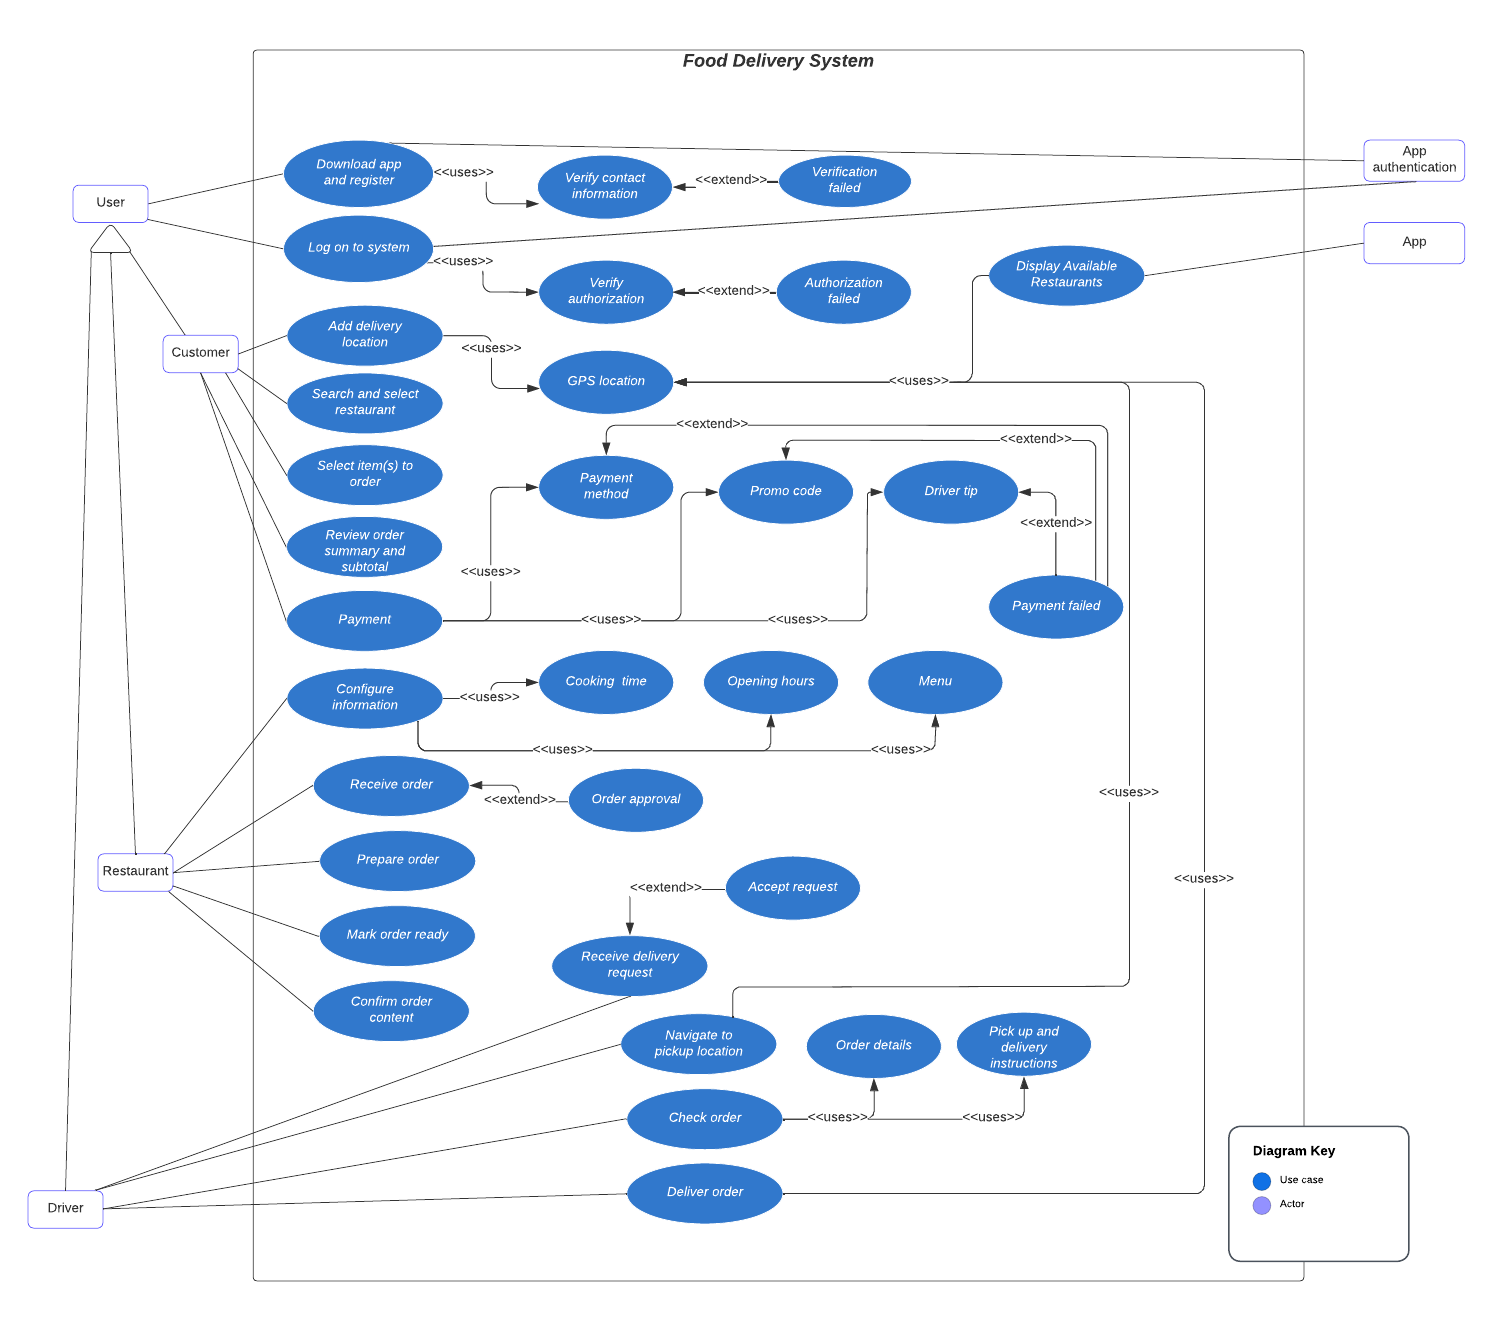 Food Delivery System
Download app
and register
<<uses>>
Verify contact
information
<<extend>>
Verification
failed
App
authentication
User
Log on to system
<<uses>>
Verify
authorization
<<extend>>
Authorization
failed
Display Available
Restaurants
App
Customer
Add delivery
location
<<uses>>
GPS location
<<uses>>
Search and select
restaurant
<<extend>>
<<extend>>
Select item(s) to
order
Payment
method
Promo code
Driver tip
<<extend>>
Review order
summary and
subtotal
<<uses>>
Payment
<<uses>>
<<uses>>
Payment failed
Configure
information
<<uses>>
Cooking  time
Opening hours
Menu
<<uses>>
<<uses>>
Receive order
<<extend>>
Order approval
<<uses>>
Restaurant
Prepare order
<<extend>>
Accept request
<<uses>>
Mark order ready
Receive delivery
request
Confirm order
content
Navigate to
pickup location
Order details
Pick up and
delivery
instructions
Check order
<<uses>>
<<uses>>
Driver
Deliver order
Diagram Key
Use case
Actor